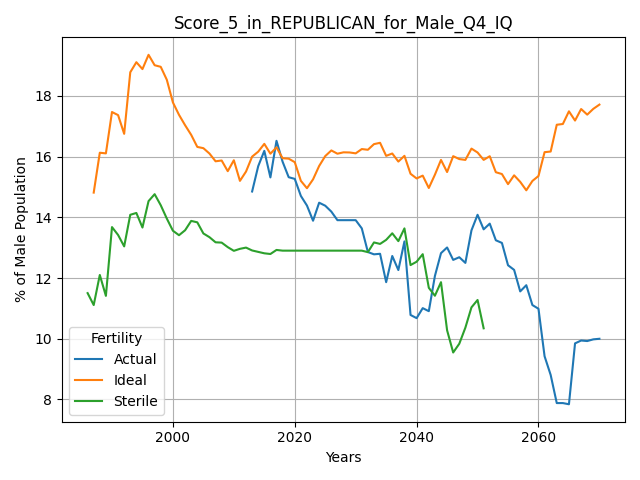 Score_5_in_REPUBLICAN_for_Male_Q4_IQ
% of Male Population
18
16
14
12
10
8
Fertility
Actual
Ideal
Sterile
2000 2020 2040 2060
Years